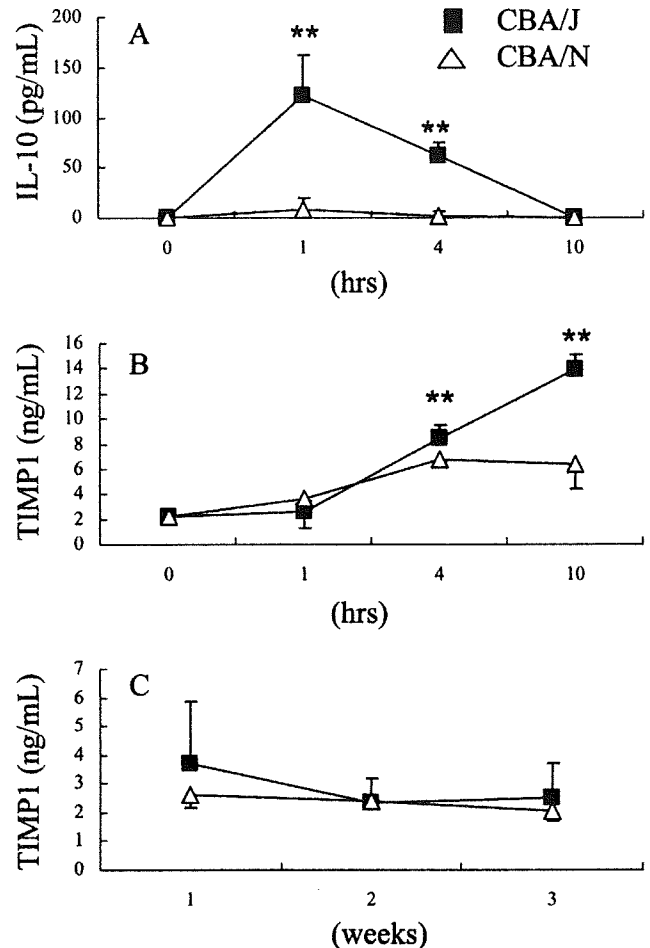 A
■ CBA/J
△ CBA/N
IL-10 (pg/mL)
200
150
100
50
0
**
**
0 1 4 10
(hrs)
B
TIMP1 (ng/mL)
16
14
12
10
8
6
4
2
0
**
**
0 1 4 10
(hrs)
C
TIMP1 (ng/mL)
7
6
5
4
3
2
1
0
1 2 3
(weeks)